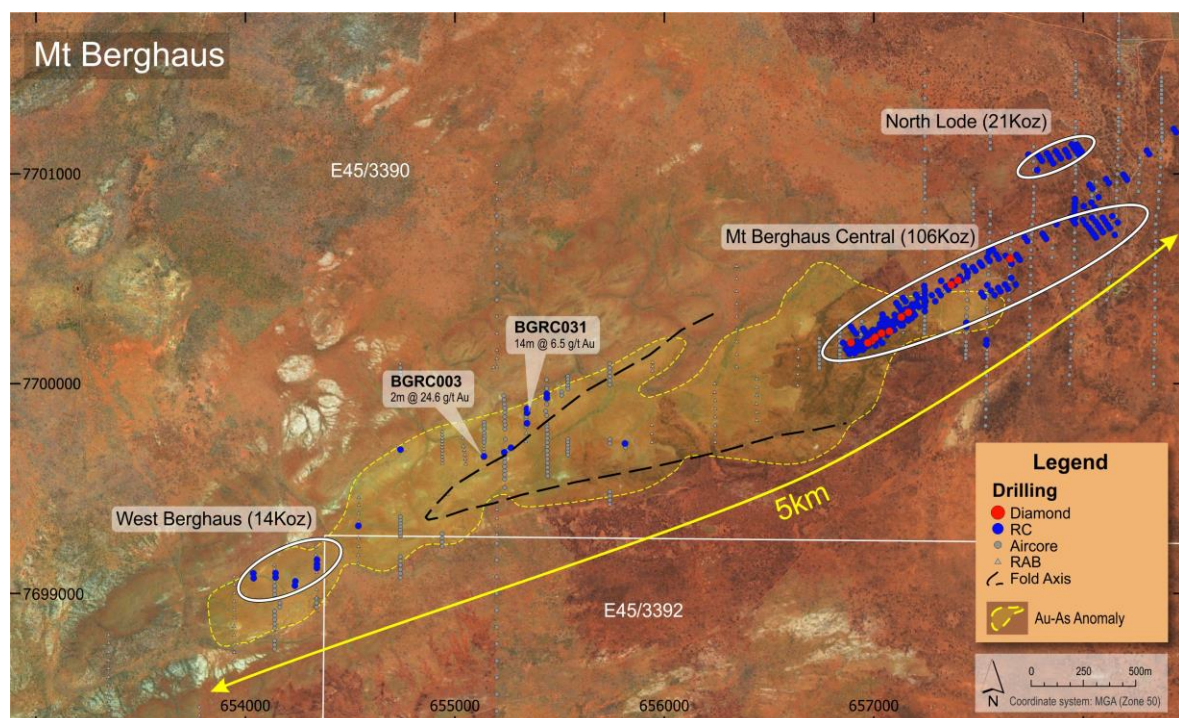 Mt Berghaus
North Lode (21Koz)
7701000
E45/3390
Mt Berghaus Central (106Koz)
BGRC031
14m @ 6.5 g/t Au
7700000
BGRC003
2m @ 24.6 g/t Au
5km
West Berghaus (14Koz)
7699000
E45/3392
Legend
Drilling
Diamond
RC
Aircore
RAB
Fold Axis
Au-As Anomaly
N
0 250 500m
Coordinate system: MGA (Zone 50)
654000 655000 656000 657000